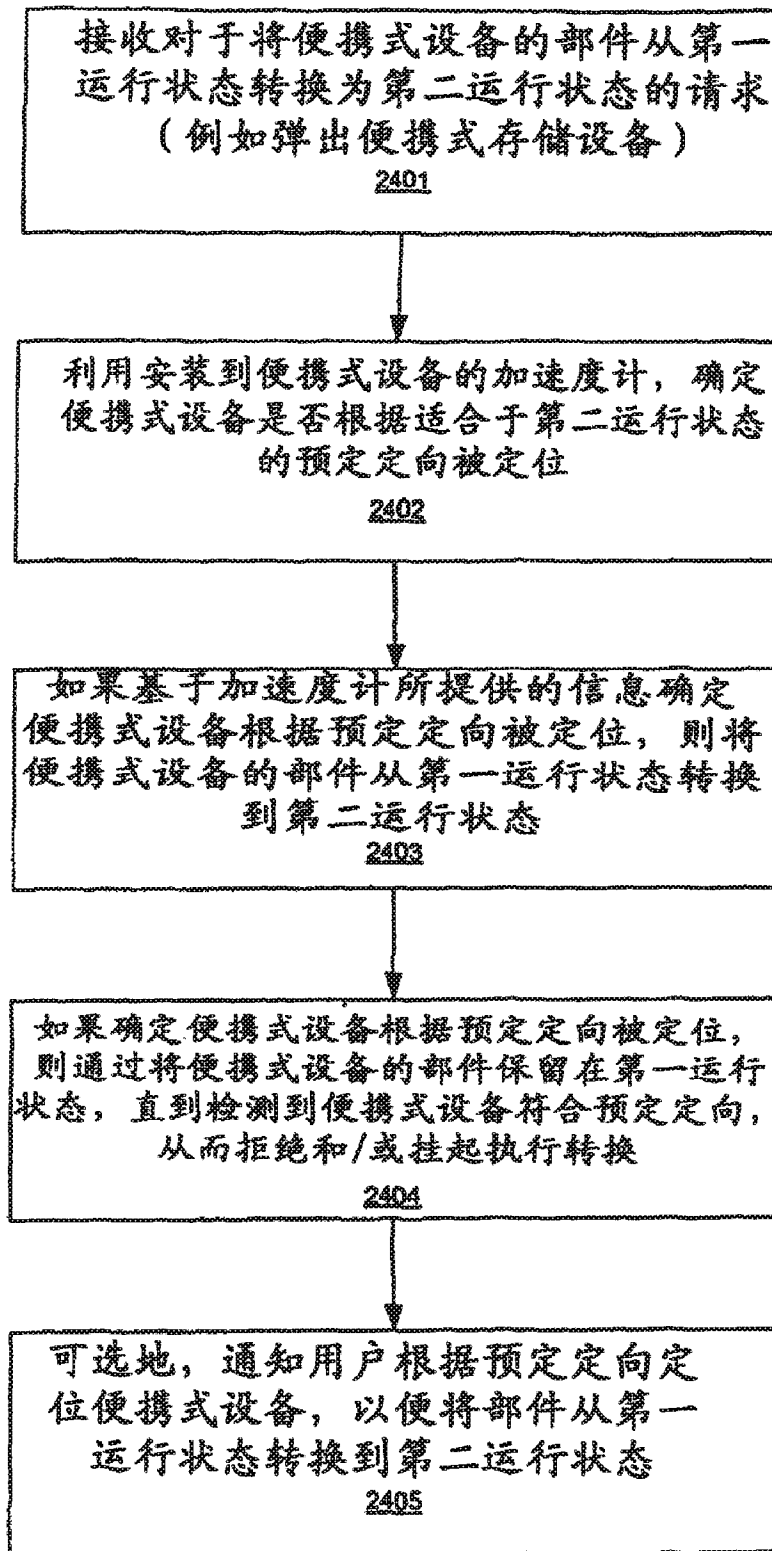 接收对于将便携式设备的部件从第一
运行状态转换为第二运行状态的请求
(例如弹出便携式存储设备)
2401
利用安装到便携式设备的加速度计，确定
便携式设备是否根据适合于第二运行状态
的预定定向被定位
2402
如果基于加速度计所提供的信息确定
便携式设备根据预定定向被定位，则将
便携式设备的部件从第一运行状态转换
到第二运行状态
2403
如果确定便携式设备根据预定定向被定位，
则通过将便携式设备的部件保留在第一运行
状态，直到检测到便携式设备符合预定定向，
从而拒绝和/或挂起执行转换
2404
可选地，通知用户根据预定定向定
位便携式设备，以便将部件从第一
运行状态转换到第二运行状态
2405